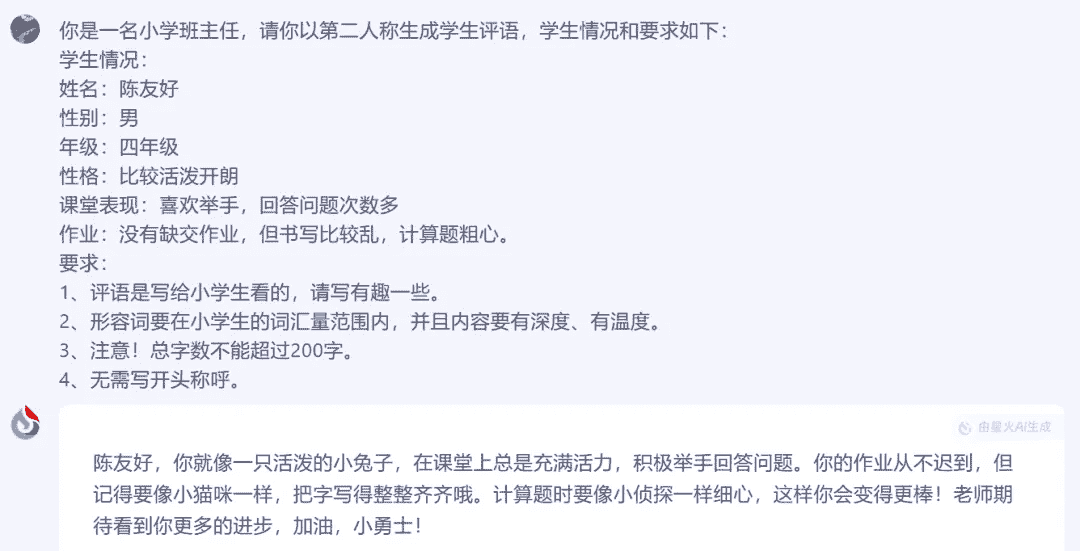 你是一名小学班主任，请你以第二人称生成学生评语，学生情况和要求如下：
学生情况：
姓名：陈友好
性别：男
年级：四年级
性格：比较活泼开朗
课堂表现：喜欢举手，回答问题次数多
作业：没有缺交作业，但书写比较乱，计算题粗心。
要求：
1、评语是写给小学生看的，请写有趣一些。
2、形容词要在小学生的词汇量范围内，并且内容要有深度、有温度。
3、注意！总字数不能超过200字。
4、无需写开头称呼。
由星火AI生成
陈友好，你就像一只活泼的小兔子，在课堂上总是充满活力，积极举手回答问题。你的作业从不迟到，但
记得要像小猫咪一样，把字写得整整齐齐哦。计算题时要像小侦探一样细心，这样你会变得更棒！老师期
待看到你更多的进步，加油，小勇士！